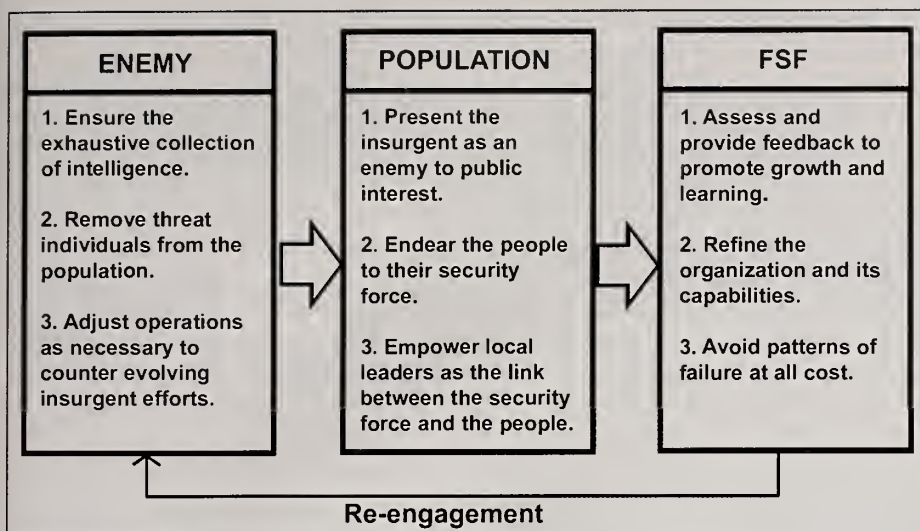 ENEMY
1. Ensure the
exhaustive collection
of intelligence.
2. Remove threat
individuals from the
population.
3. Adjust operations
as necessary to
counter evolving
insurgent efforts.
POPULATION
1. Present the
insurgent as an
enemy to public
interest.
2. Endear the people
to their security
force.
3. Empower local
leaders as the link
between the security
force and the people.
FSF
1. Assess and
provide feedback to
promote growth and
learning.
2. Refine the
organization and its
capabilities.
3. Avoid patterns of
failure at all cost.
Re-engagement